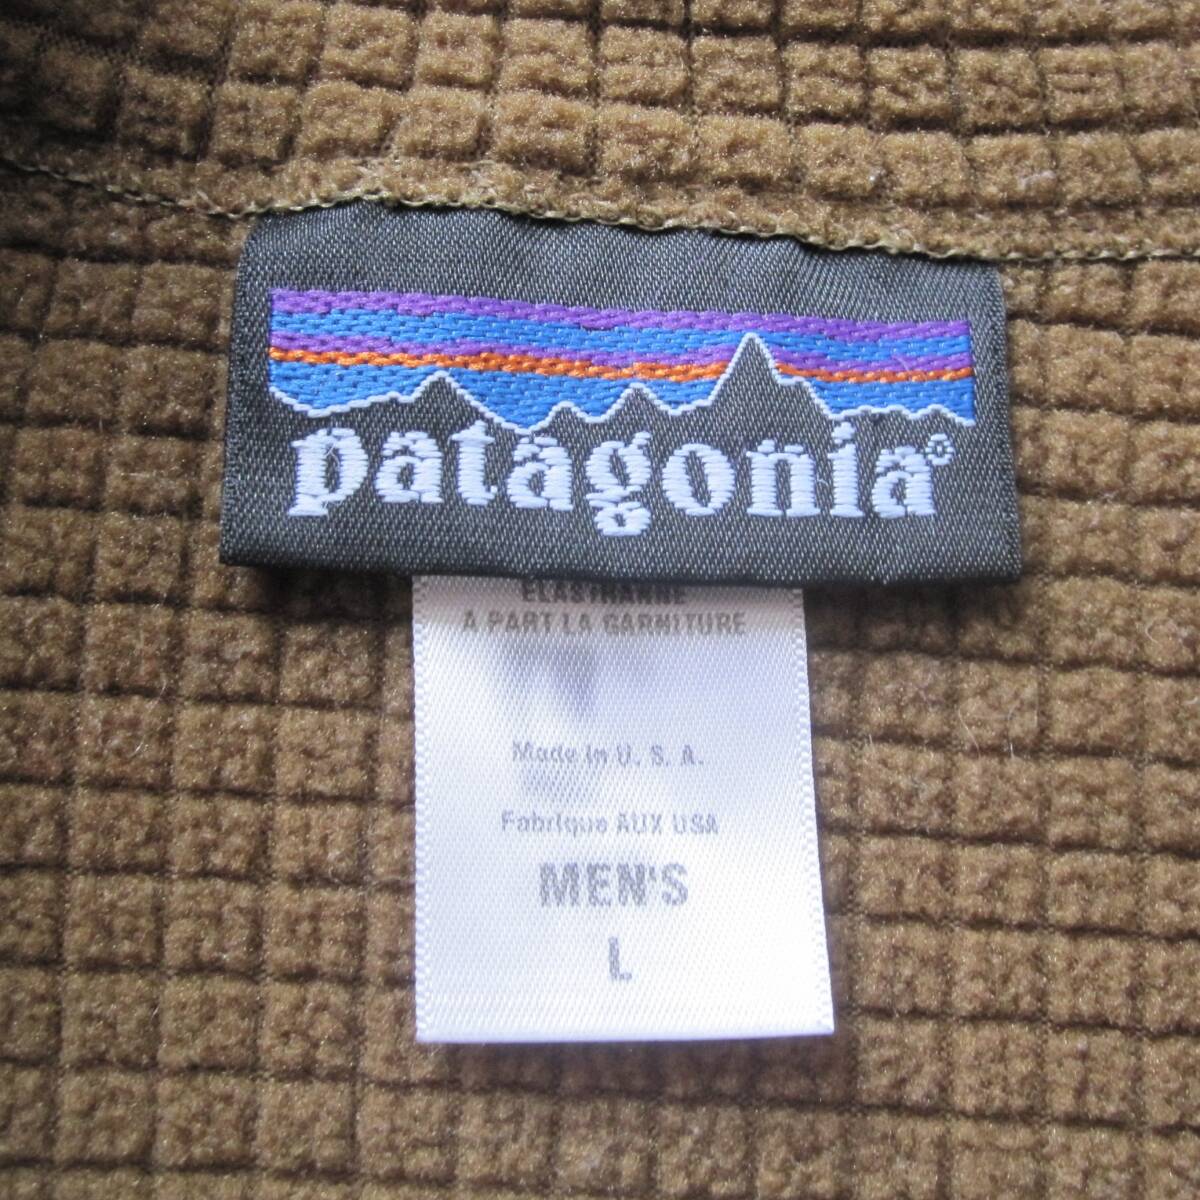 patagonia®
ELASTHANNE
À PART LA GARNITURE
Made in U. S. A.
Fabrique AUX USA
MEN'S
L